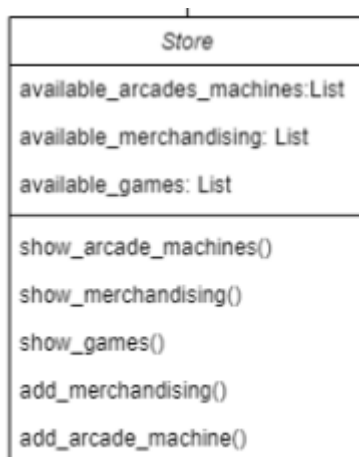 Store
available_arcades_machines:List
available_merchandising: List
available_games: List
show_arcade_machines()
show_merchandising()
show_games()
add_merchandising()
add_arcade_machine()